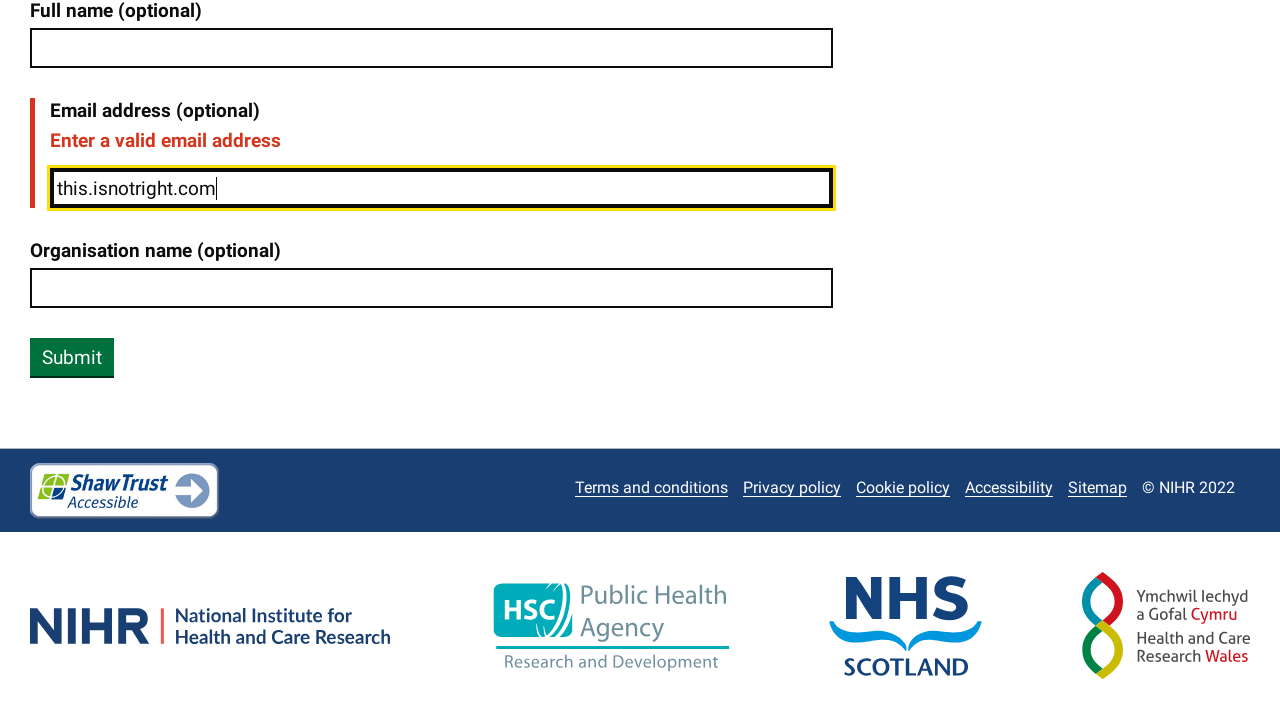 Full name (optional)
Email address (optional)
Enter a valid email address
this.isnotright.com
Organisation name (optional)
Submit
ShawTrust
Accessible
Terms and conditions Privacy policy Cookie policy Accessibility Sitemap © NIHR 2022
NIHR | National Institute for
Health and Care Research
HSC Public Health
Agency
Research and Development
NHS
SCOTLAND
Ymchwil Iechyd
a Gofal Cymru
Health and Care
Research Wales